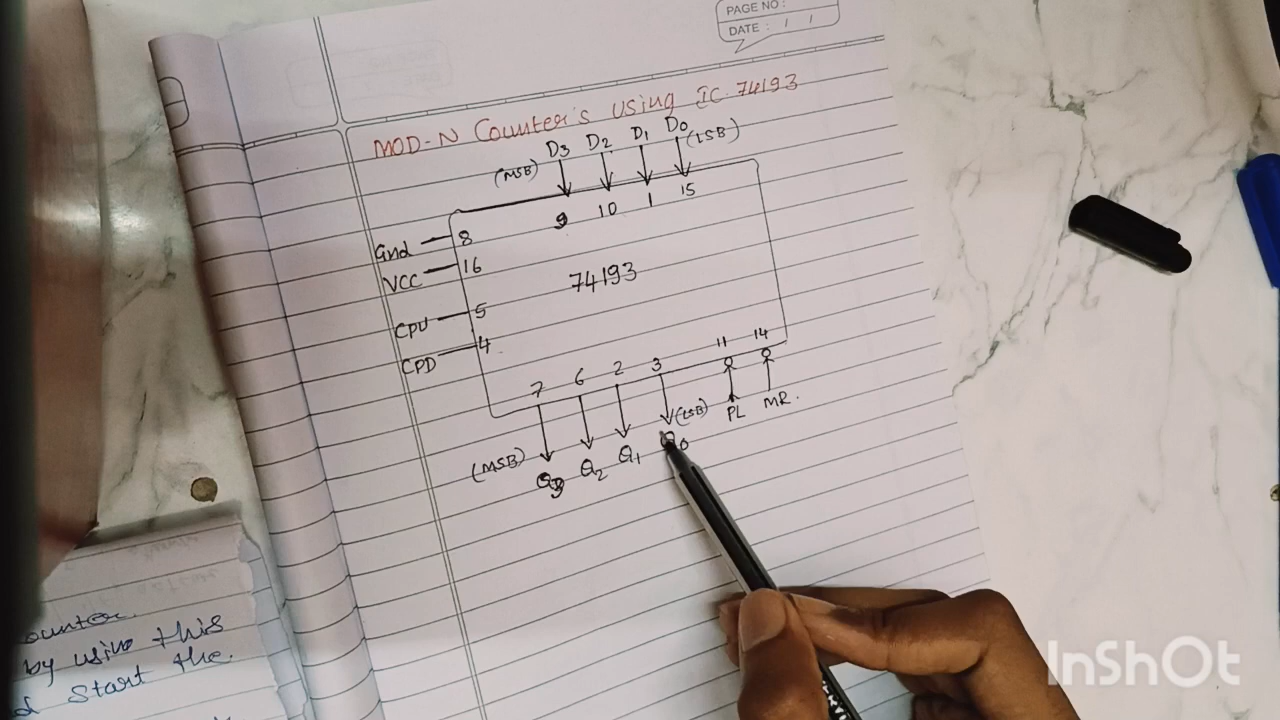 PAGE NO :
DATE : / /
MOD-N Counter's using IC 74193
D3 D2 D1 D0
(MSB) (LSB)
9 10 1 15
Gnd 8
VCC 16
74193
CPU 5
CPD 4
7 6 2 3 11 14
(MSB) (LSB) PL MR.
Q3 Q2 Q1 Q0
ounter.
by using this
d start the.
InShOt